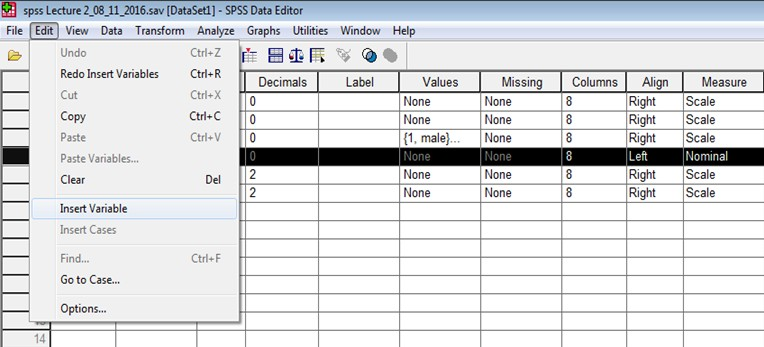 spss Lecture 2_08_11_2016.sav [DataSet1] - SPSS Data Editor
File Edit View Data Transform Analyze Graphs Utilities Window Help
Undo Ctrl+Z
Redo Insert Variables Ctrl+R
Cut Ctrl+X
Copy Ctrl+C
Paste Ctrl+V
Paste Variables...
Clear Del
Insert Variable
Insert Cases
Find... Ctrl+F
Go to Case...
Options...
Decimals Label Values Missing Columns Align Measure
0 None None 8 Right Scale
0 None None 8 Right Scale
0 {1, male}... None 8 Right Scale
0 None None 8 Left Nominal
2 None None 8 Right Scale
2 None None 8 Right Scale
14